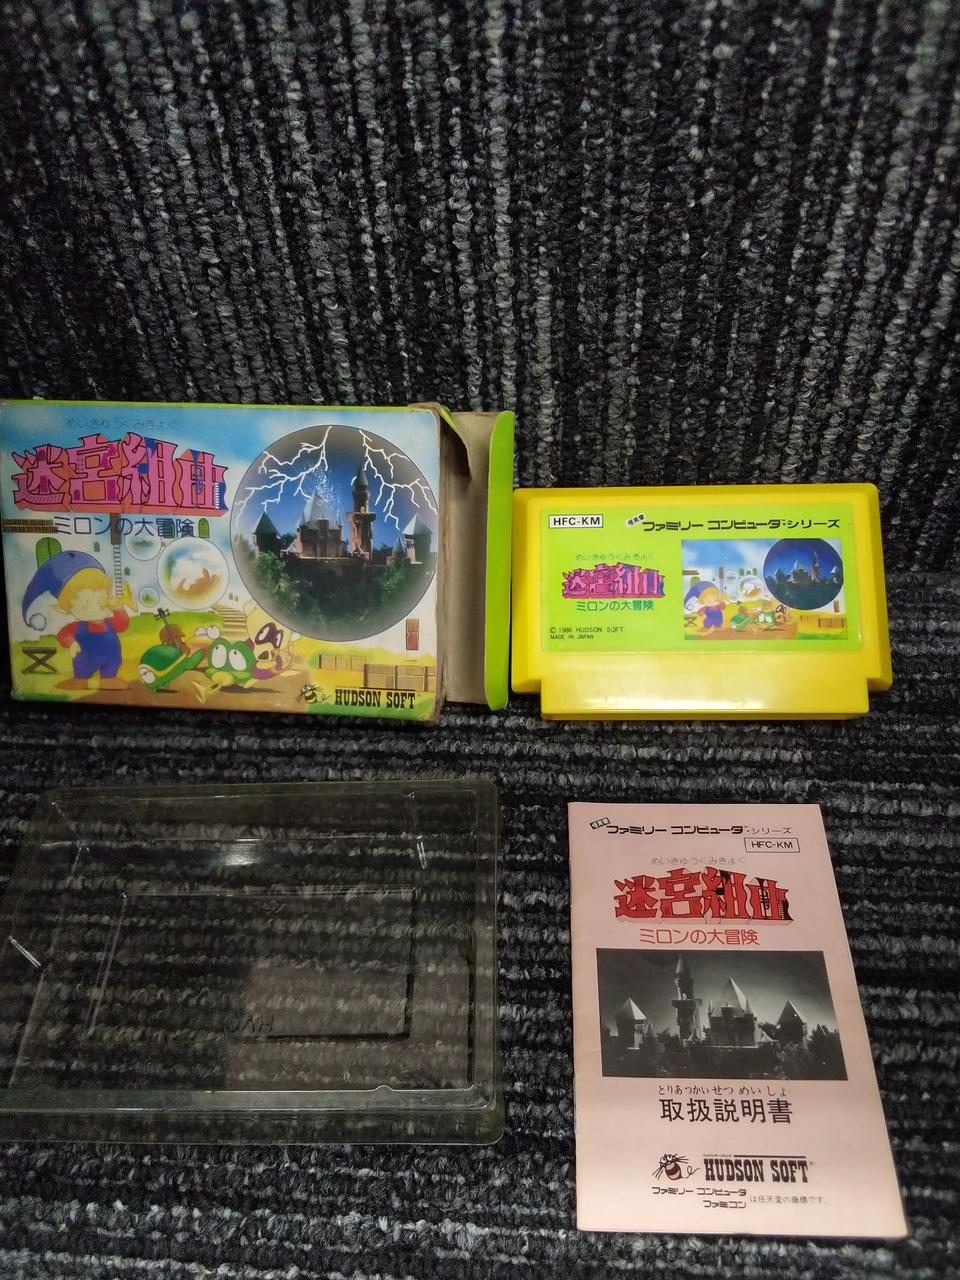 めいきゅうくみきょく
迷宮組曲
ミロンの大冒険
HUDSON SOFT
HFC-KM
任天堂 ファミリー コンピュータ シリーズ
めいきゅうくみきょく
迷宮組曲
ミロンの大冒険
© 1986 HUDSON SOFT
MADE IN JAPAN
ファミリー コンピュータ シリーズ
HFC-KM
めいきゅうくみきょく
迷宮組曲
ミロンの大冒険
とりあつかいせつ めい しょ
取扱説明書
HUDSON SOFT®
ファミリー コンピュータ
ファミコン
は任天堂の商標です。